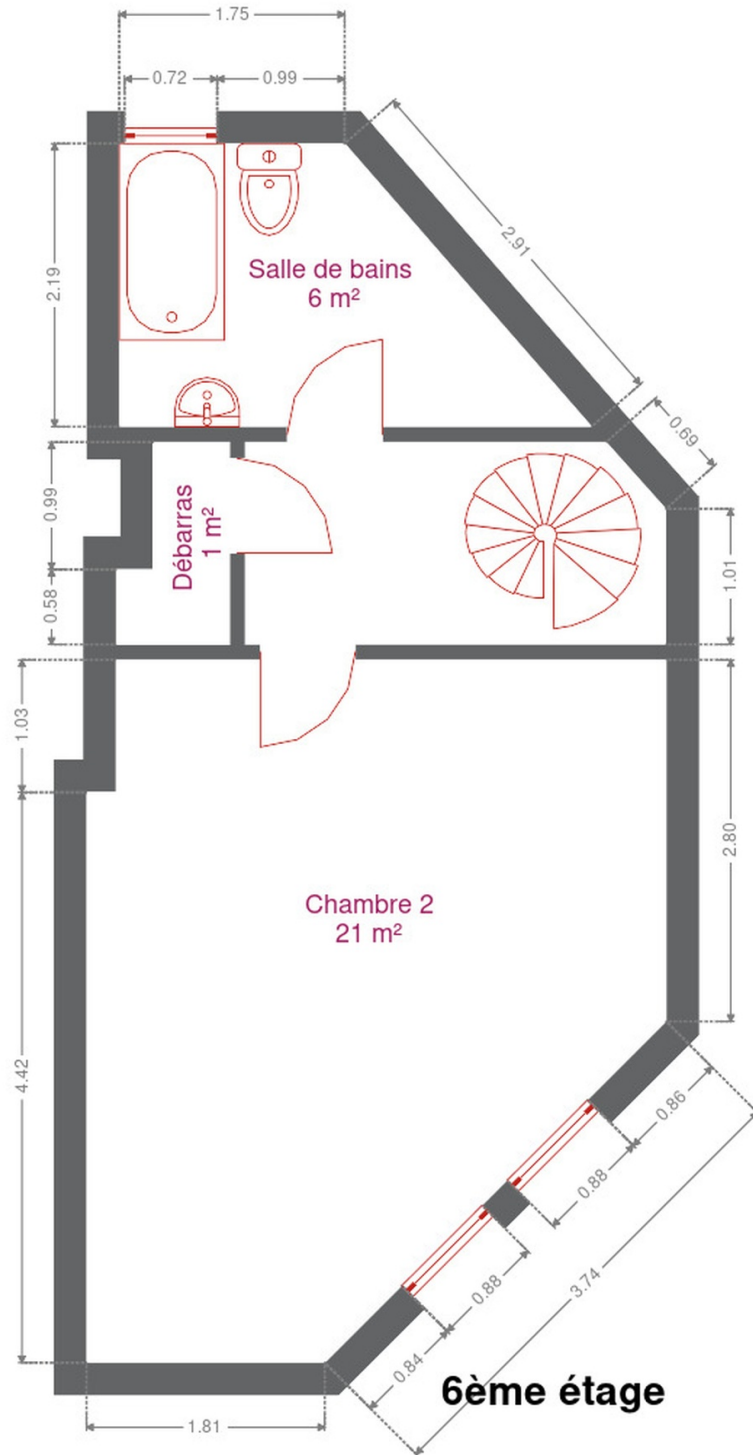 1.75
0.72
0.99
2.19
2.91
Salle de bains
6 m²
0.69
0.99
Débarras
1 m²
0.58
1.01
1.03
2.80
Chambre 2
21 m²
4.42
0.86
0.88
0.88
3.74
0.84
6ème étage
1.81